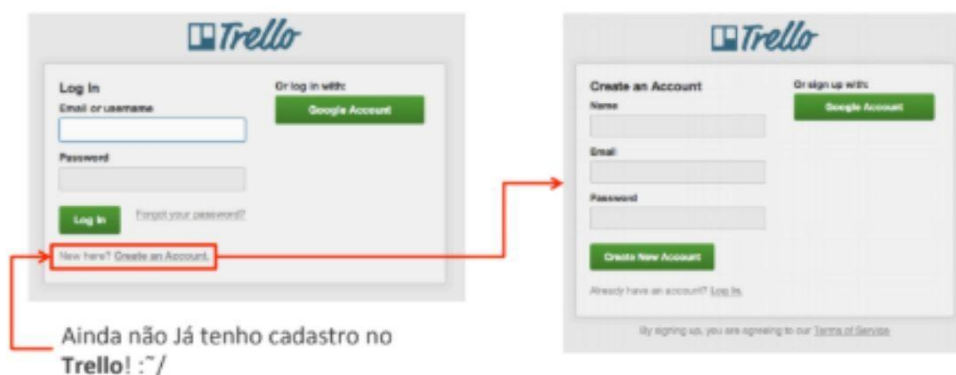 Trello
Log In
Email or username
Password
Log In
Forgot your password?
New here? Create an Account.
Or log in with:
Google Account
Ainda não Já tenho cadastro no
Trello! :~/
Trello
Create an Account
Name
Email
Password
Create New Account
Already have an account? Log In.
Or sign up with:
Google Account
By signing up, you are agreeing to our Terms of Service